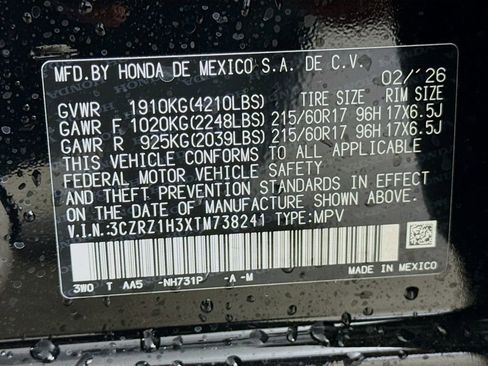 MFD.BY HONDA DE MEXICO S.A. DE C.V.
02/'26
TIRE SIZE RIM SIZE
GVWR 1910KG(4210LBS)
GAWR F 1020KG(2248LBS) 215/60R17 96H 17X6.5J
GAWR R 925KG(2039LBS) 215/60R17 96H 17X6.5J
THIS VEHICLE CONFORMS TO ALL APPLICABLE
FEDERAL MOTOR VEHICLE SAFETY
AND THEFT PREVENTION STANDARDS IN EFFECT
ON THE DATE OF MANUFACTURE SHOWN ABOVE.
V.I.N.:3CZRZ1H3XTM738241 TYPE:MPV
3W0 T AA5 -NH731P -A -M
MADE IN MEXICO